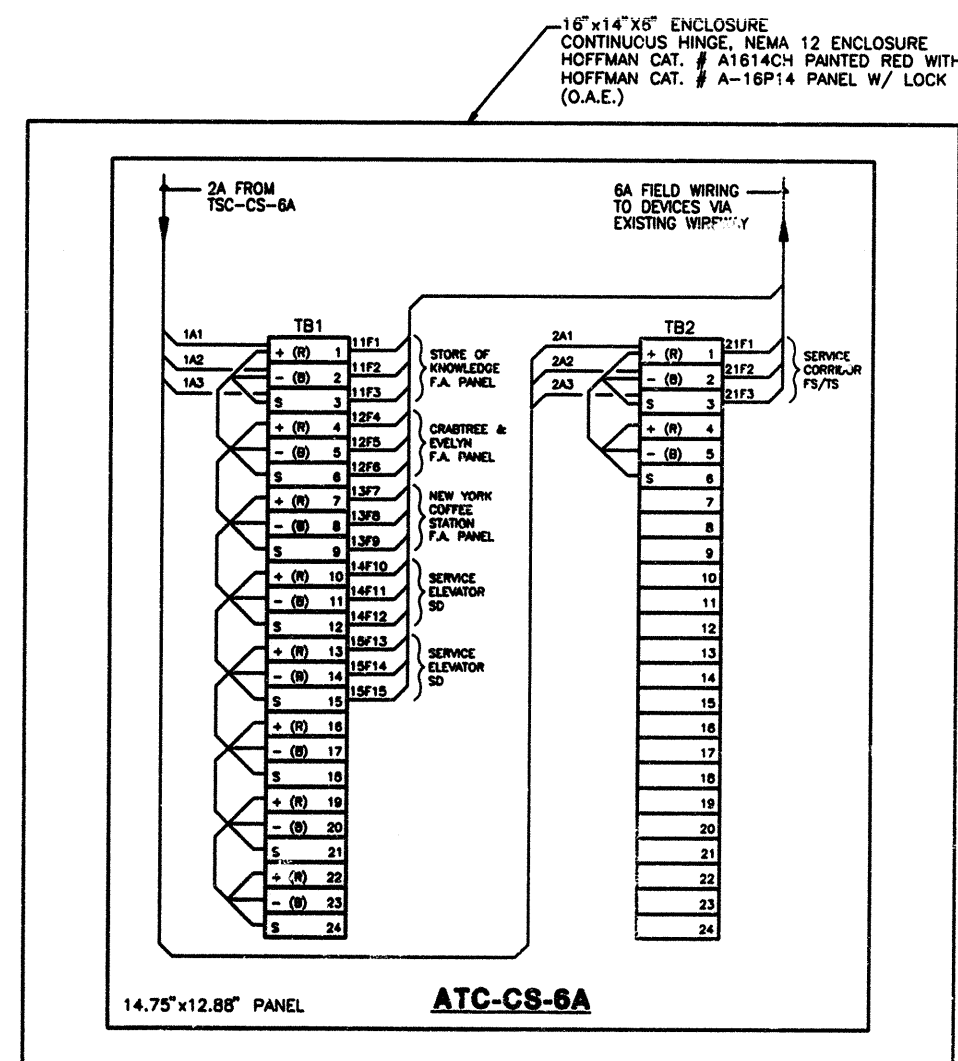 16"x14"X6" ENCLOSURE
CONTINUOUS HINGE, NEMA 12 ENCLOSURE
HOFFMAN CAT. # A1614CH PAINTED RED WITH
HOFFMAN CAT. # A-16P14 PANEL W/ LOCK
(O.A.E.)
2A FROM
TSC-CS-6A
6A FIELD WIRING
TO DEVICES VIA
EXISTING WIREWAY
TB1
1A1
1A2
1A3
+ (R) 1 11F1
- (B) 2 11F2
S 3 11F3
STORE OF
KNOWLEDGE
F.A. PANEL
+ (R) 4 12F4
- (B) 5 12F5
S 6 12F6
CRABTREE &
EVELYN
F.A. PANEL
+ (R) 7 13F7
- (B) 8 13F8
S 9 13F9
NEW YORK
COFFEE
STATION
F.A. PANEL
+ (R) 10 14F10
- (B) 11 14F11
S 12 14F12
SERVICE
ELEVATOR
SD
+ (R) 13 15F13
- (B) 14 15F14
S 15 15F15
SERVICE
ELEVATOR
SD
+ (R) 16
- (B) 17
S 18
+ (R) 19
- (B) 20
S 21
+ (R) 22
- (B) 23
S 24
TB2
2A1
2A2
2A3
+ (R) 1 21F1
- (B) 2 21F2
S 3 21F3
SERVICE
CORRIDOR
FS/TS
+ (R) 4
- (B) 5
S 6
7
8
9
10
11
12
13
14
15
16
17
18
19
20
21
22
23
24
14.75"x12.88" PANEL
ATC-CS-6A